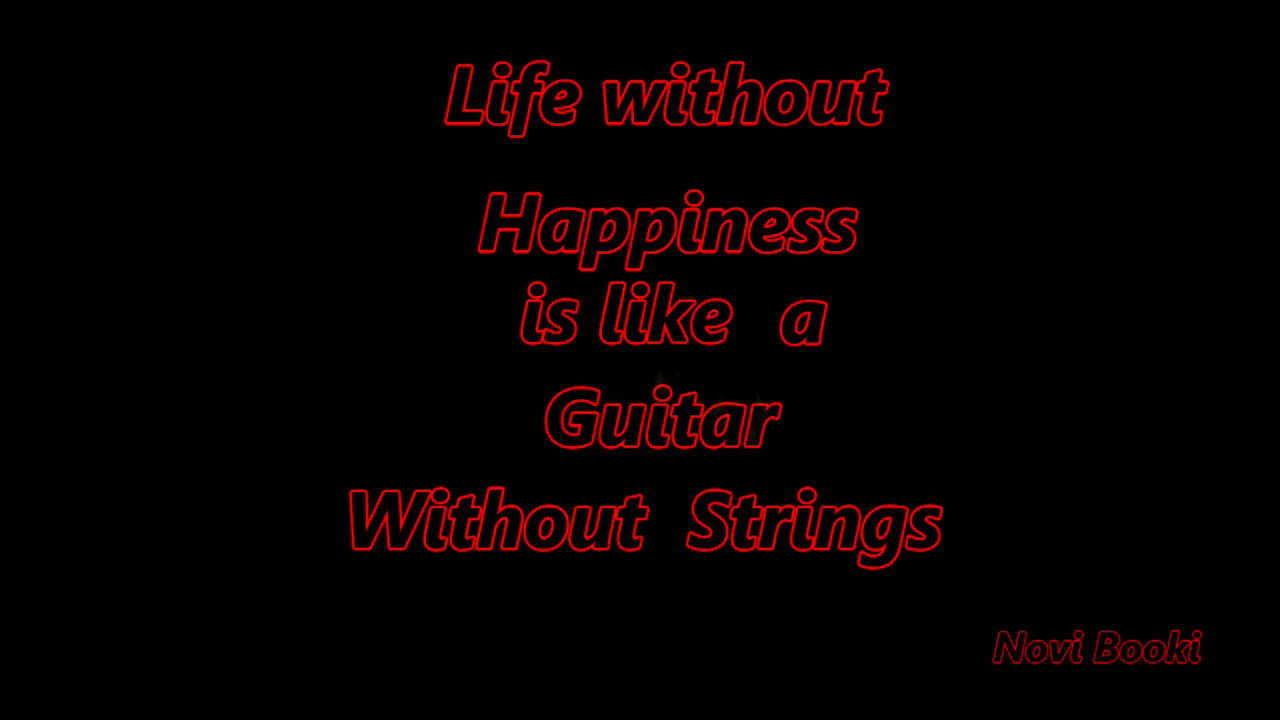 Life without
Happiness
is like a
Guitar
Without Strings
Novi Booki